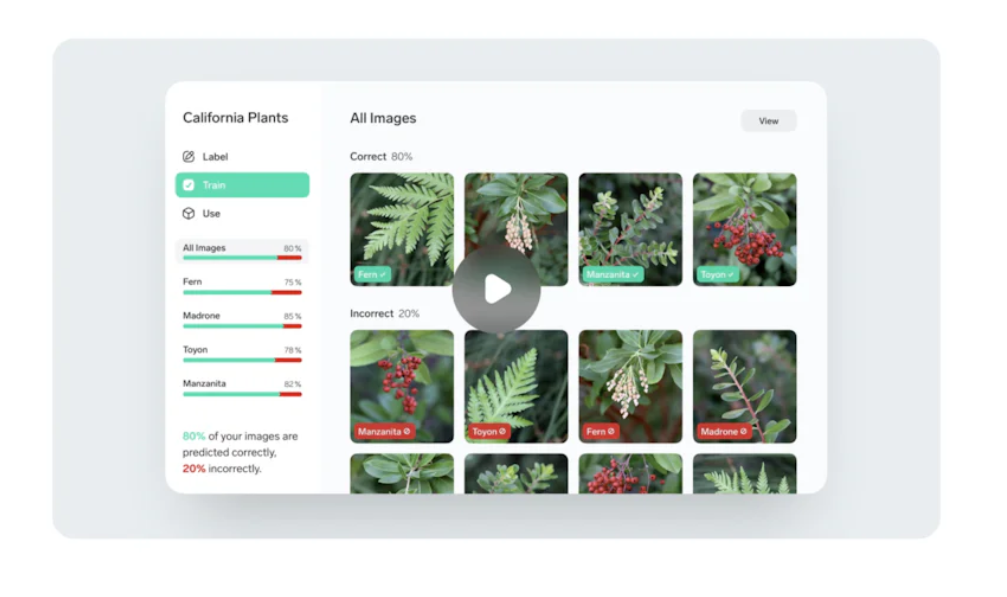 California Plants
Label
Train
Use
All Images 80%
Fern 75%
Madrone 85%
Toyon 78%
Manzanita 82%
80% of your images are
predicted correctly,
20% incorrectly.
All Images
View
Correct 80%
Fern
Manzanita
Toyon
Incorrect 20%
Manzanita
Toyon
Fern
Madrone